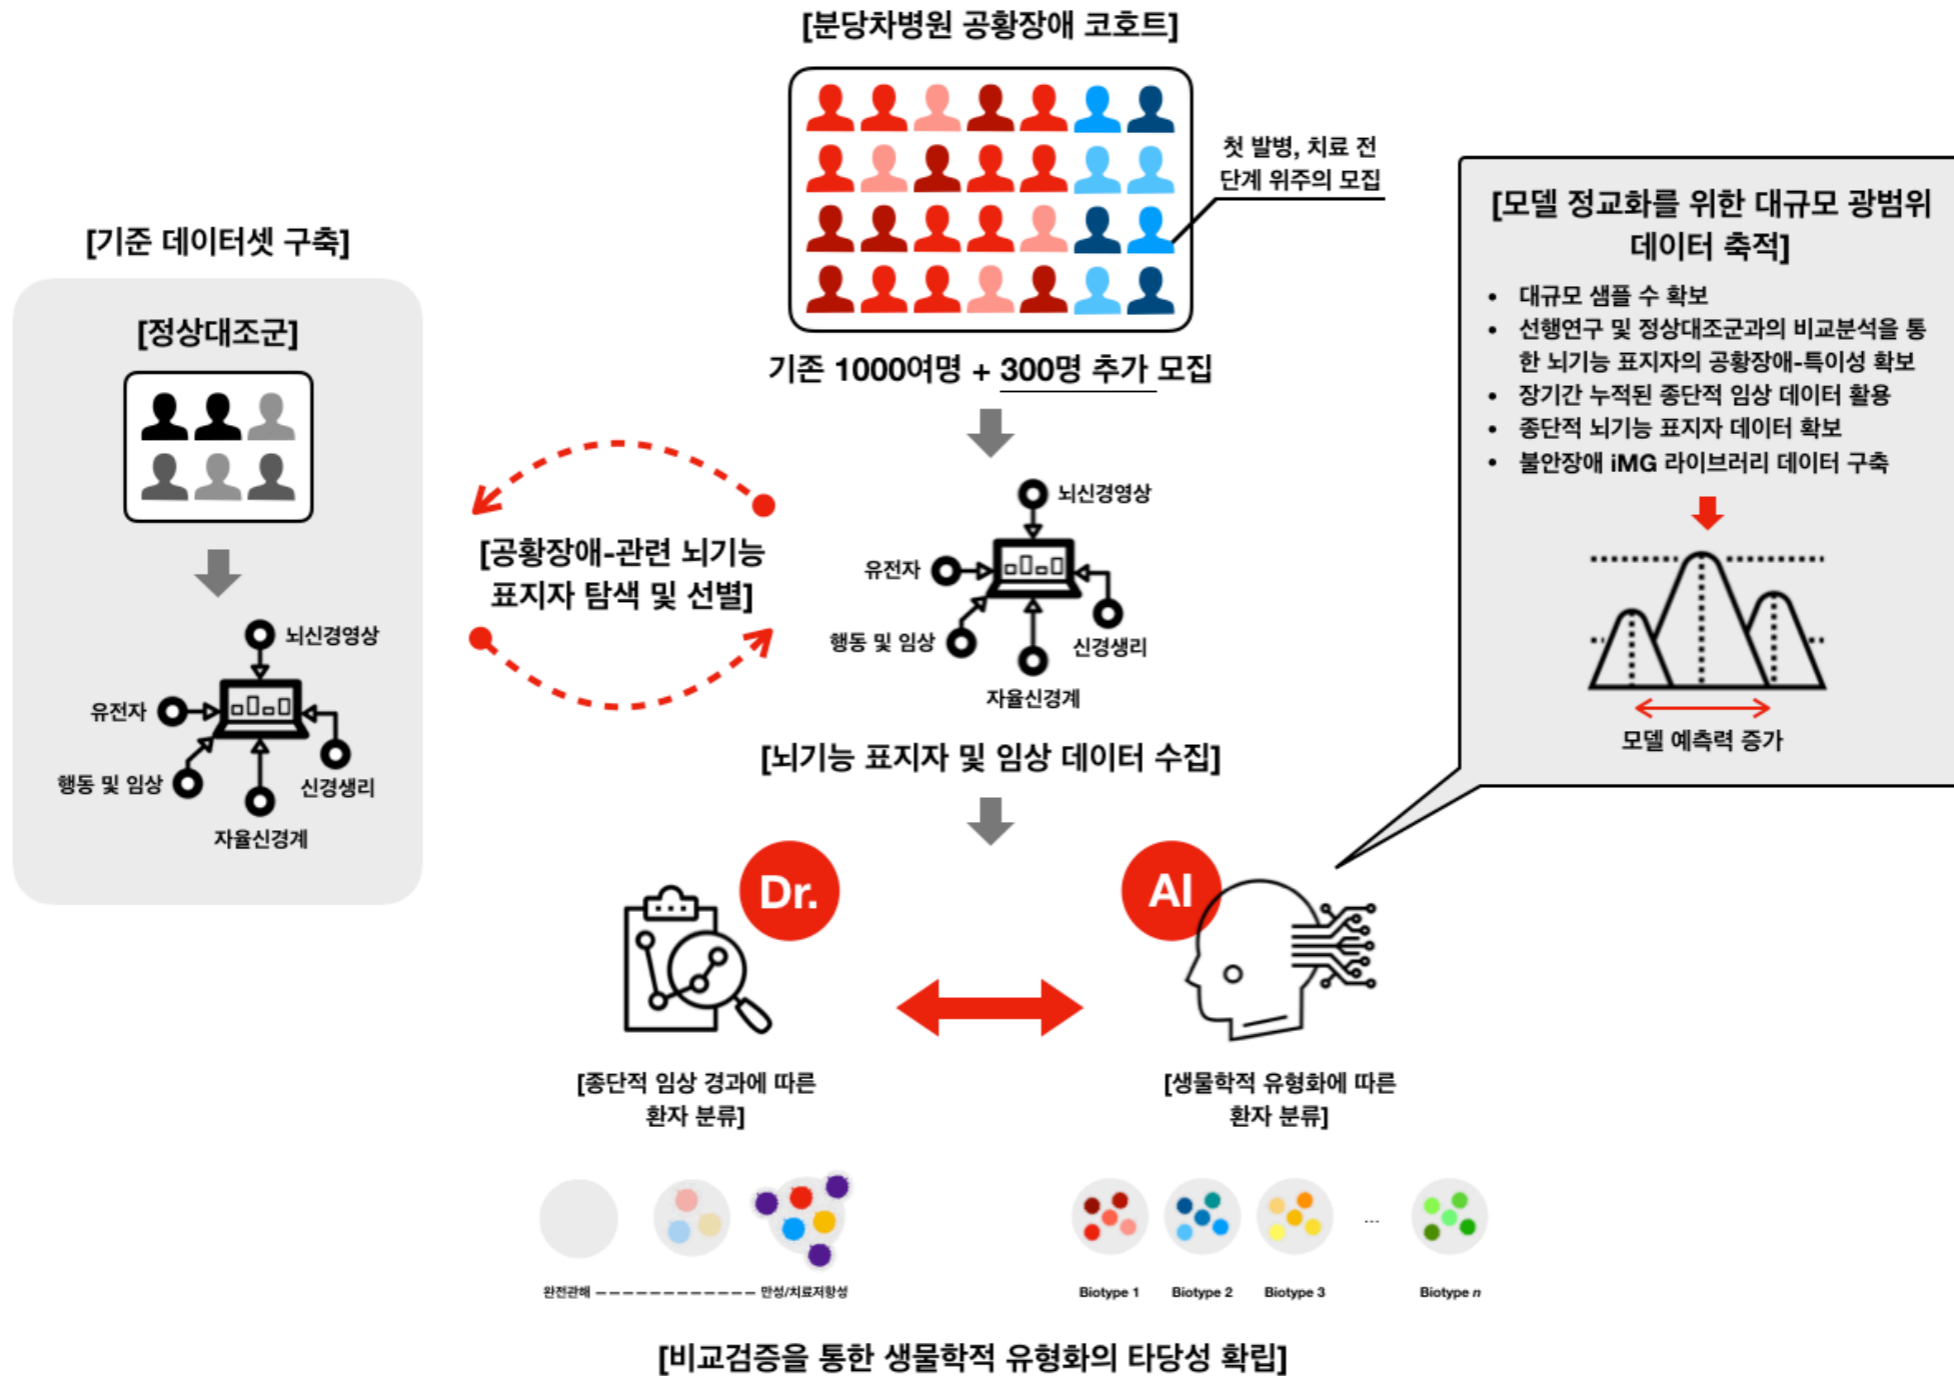 [분당차병원 공황장애 코호트]
첫 발병, 치료 전
단계 위주의 모집
기존 1000여명 + 300명 추가 모집
[기준 데이터셋 구축]
[정상대조군]
뇌신경영상
유전자
행동 및 임상
신경생리
자율신경계
[공황장애-관련 뇌기능
표지자 탐색 및 선별]
뇌신경영상
유전자
행동 및 임상
신경생리
자율신경계
[뇌기능 표지자 및 임상 데이터 수집]
[모델 정교화를 위한 대규모 광범위
데이터 축적]
• 대규모 샘플 수 확보
• 선행연구 및 정상대조군과의 비교분석을 통
한 뇌기능 표지자의 공황장애-특이성 확보
• 장기간 누적된 종단적 임상 데이터 활용
• 종단적 뇌기능 표지자 데이터 확보
• 불안장애 iMG 라이브러리 데이터 구축
모델 예측력 증가
Dr.
AI
[종단적 임상 경과에 따른
환자 분류]
[생물학적 유형화에 따른
환자 분류]
완전관해
만성/치료저항성
Biotype 1
Biotype 2
Biotype 3
...
Biotype n
[비교검증을 통한 생물학적 유형화의 타당성 확립]